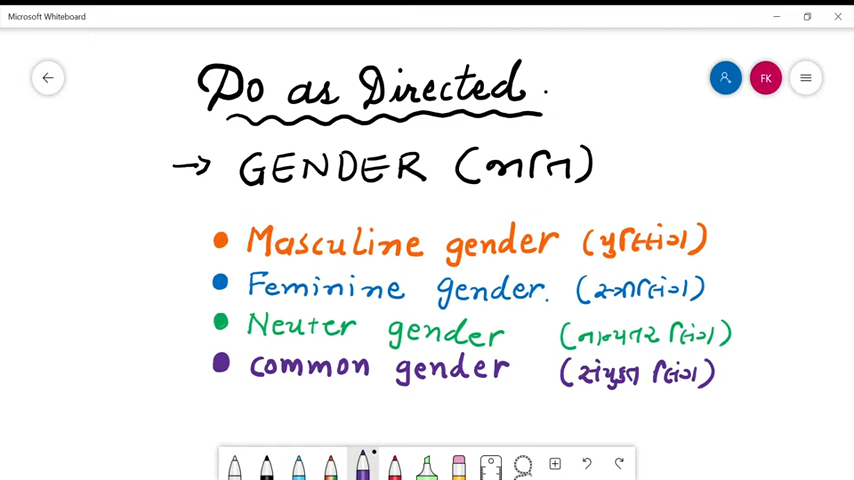 Microsoft Whiteboard
FK
Do as Directed.
→ GENDER (જાતિ)
• Masculine gender (પુર્લિંગ)
• Feminine gender. (સ્ત્રીલિંગ)
• Neuter gender (નાન્યતર લિંગ)
• common gender (સંયુક્ત લિંગ)